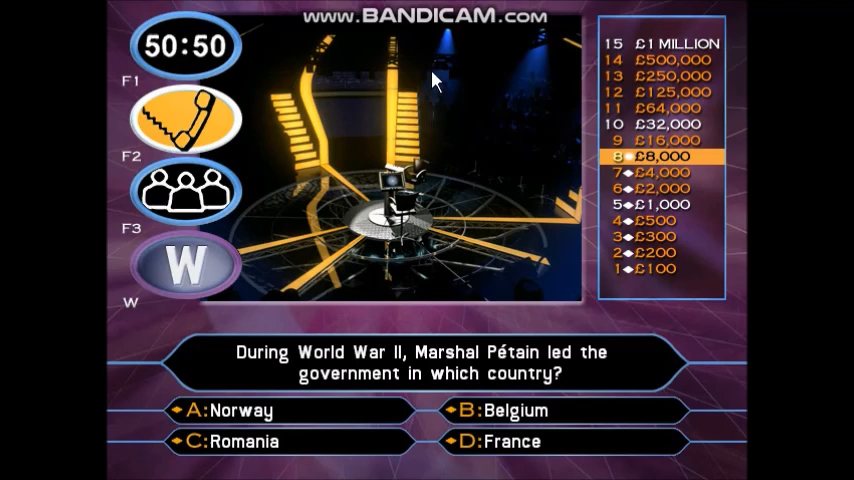 www.BANDICAM.com
50:50
F1
F2
F3
W
W
15 £1 MILLION
14 £500,000
13 £250,000
12 £125,000
11 £64,000
10 £32,000
9 £16,000
8◆£8,000
7◆£4,000
6◆£2,000
5◆£1,000
4◆£500
3◆£300
2◆£200
1◆£100
During World War II, Marshal Pétain led the
government in which country?
A:Norway
B:Belgium
C:Romania
D:France